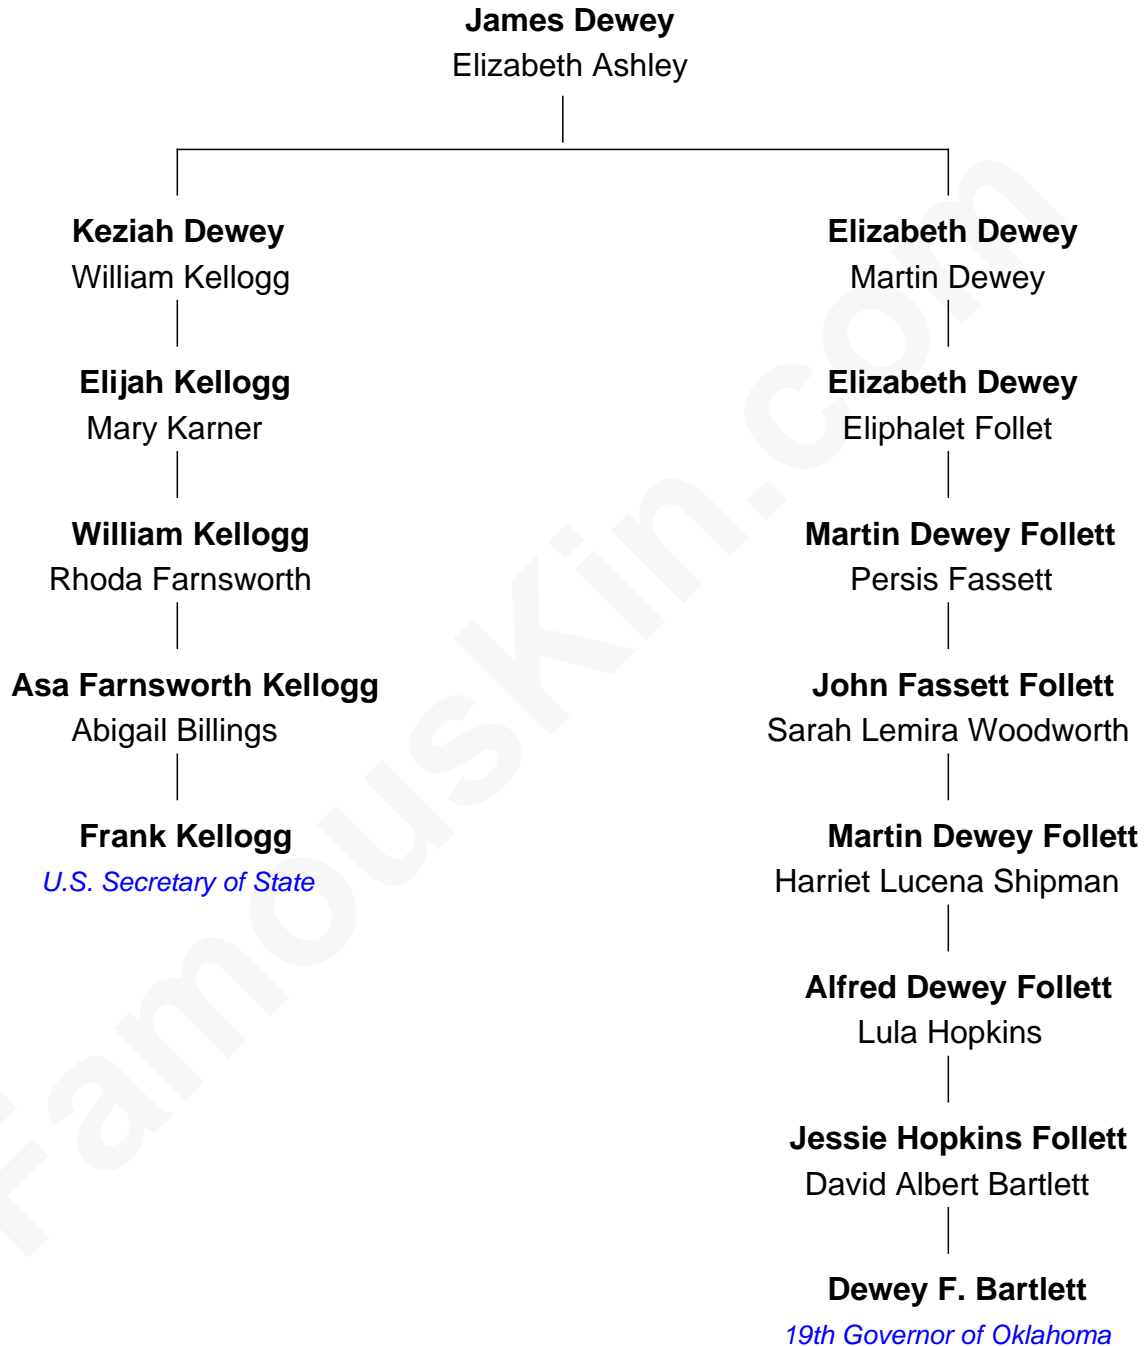 James Dewey
Elizabeth Ashley
Keziah Dewey
William Kellogg
Elizabeth Dewey
Martin Dewey
Elijah Kellogg
Mary Karner
Elizabeth Dewey
Eliphalet Follet
William Kellogg
Rhoda Farnsworth
Martin Dewey Follett
Persis Fassett
Asa Farnsworth Kellogg
Abigail Billings
John Fassett Follett
Sarah Lemira Woodworth
Frank Kellogg
U.S. Secretary of State
Martin Dewey Follett
Harriet Lucena Shipman
Alfred Dewey Follett
Lula Hopkins
Jessie Hopkins Follett
David Albert Bartlett
Dewey F. Bartlett
19th Governor of Oklahoma
FamousKin.com